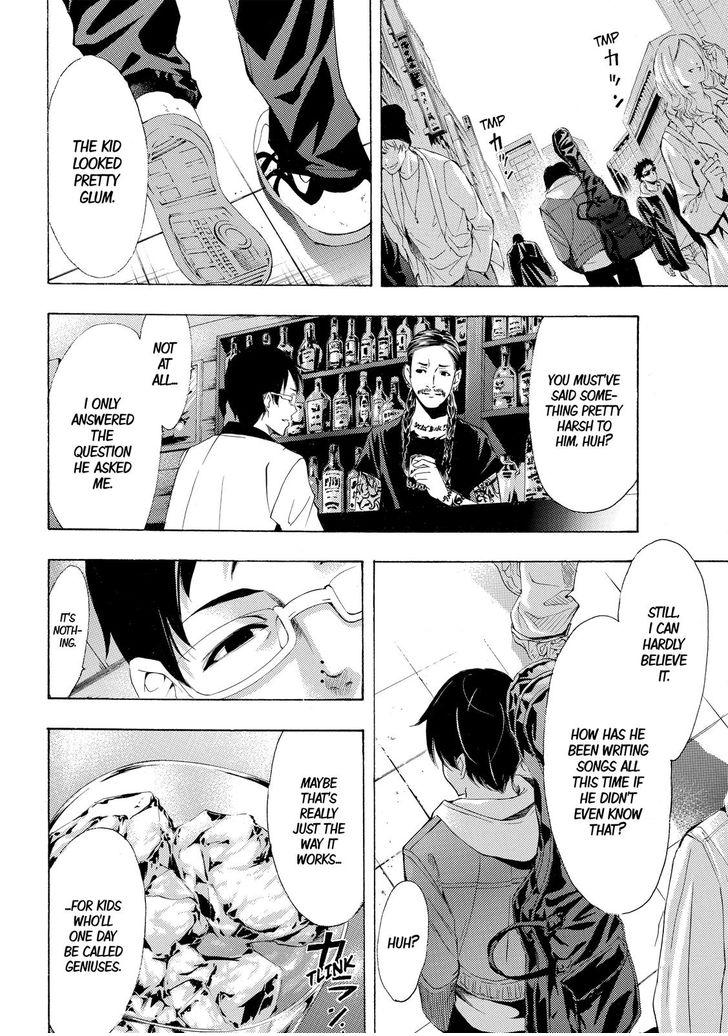 TMP
カ
ッ
TMP
カ
ッ
THE KID
LOOKED
PRETTY
GLUM.
YOU MUST'VE
SAID SOME-
THING PRETTY
HARSH TO
HIM, HUH?
NOT
AT
ALL...
I ONLY
ANSWERED
THE
QUESTION
HE ASKED
ME.
STILL,
I CAN
HARDLY
BELIEVE
IT.
HOW HAS HE
BEEN WRITING
SONGS ALL
THIS TIME IF
HE DIDN'T
EVEN KNOW
THAT?
HUH?
IT'S
NOTH-
ING.
MAYBE
THAT'S
REALLY
JUST THE
WAY IT
WORKS...
...FOR KIDS
WHO'LL
ONE DAY
BE CALLED
GENIUSES.
カラン
TLINK